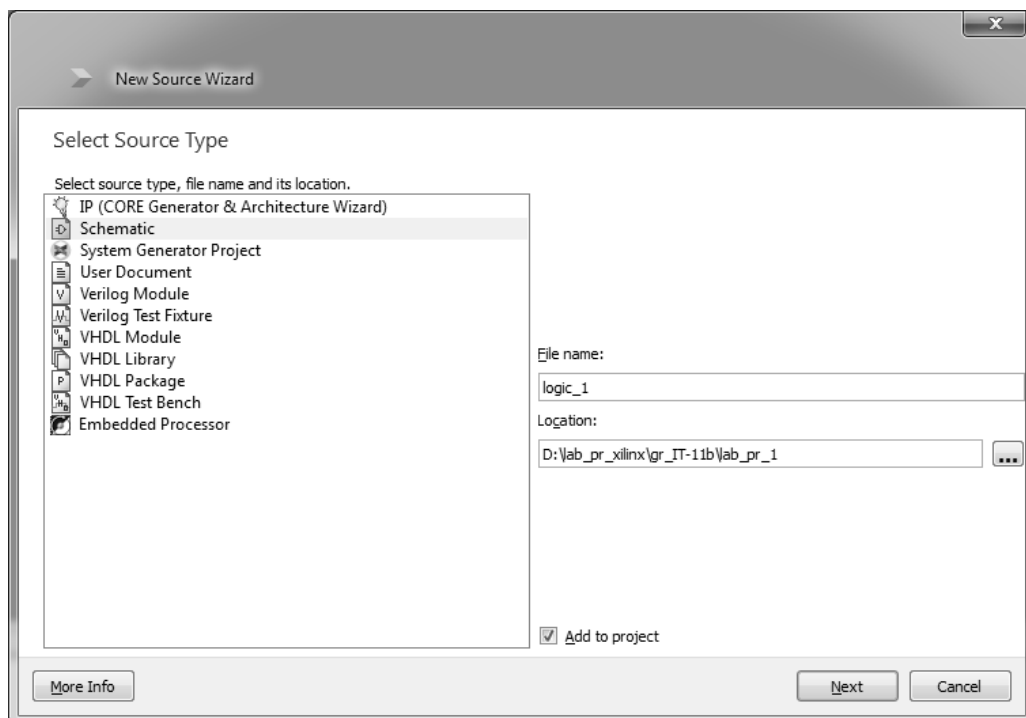 New Source Wizard
Select Source Type
Select source type, file name and its location.
IP (CORE Generator & Architecture Wizard)
Schematic
System Generator Project
User Document
Verilog Module
Verilog Test Fixture
VHDL Module
VHDL Library
VHDL Package
VHDL Test Bench
Embedded Processor
File name:
logic_1
Location:
D:\lab_pr_xilinx\gr_IT-11b\lab_pr_1
...
Add to project
More Info
Next
Cancel